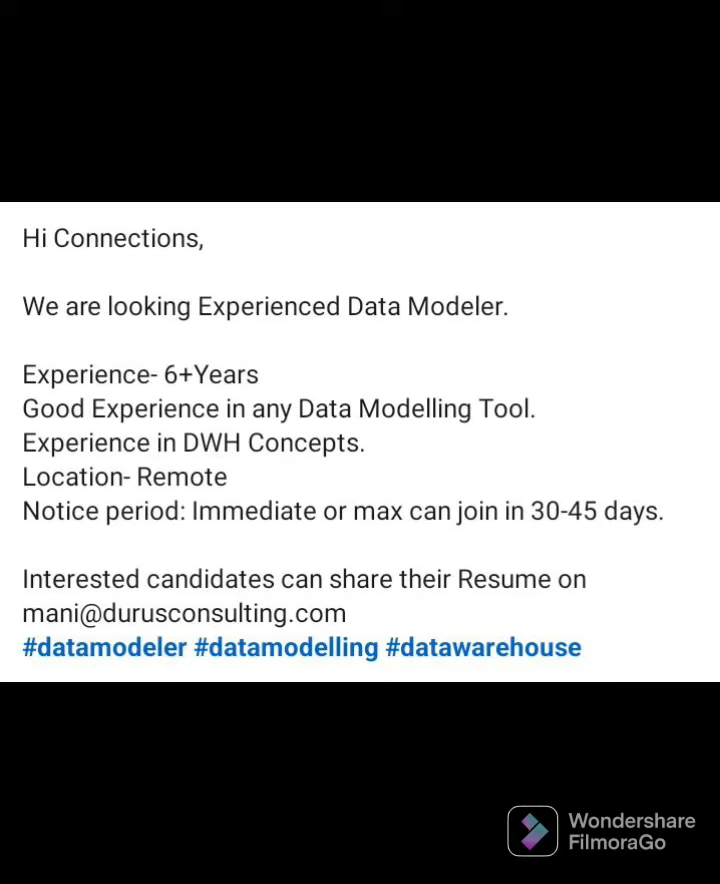 Hi Connections,
We are looking Experienced Data Modeler.
Experience- 6+Years
Good Experience in any Data Modelling Tool.
Experience in DWH Concepts.
Location- Remote
Notice period: Immediate or max can join in 30-45 days.
Interested candidates can share their Resume on
mani@durusconsulting.com
#datamodeler #datamodelling #datawarehouse
Wondershare
FilmoraGo